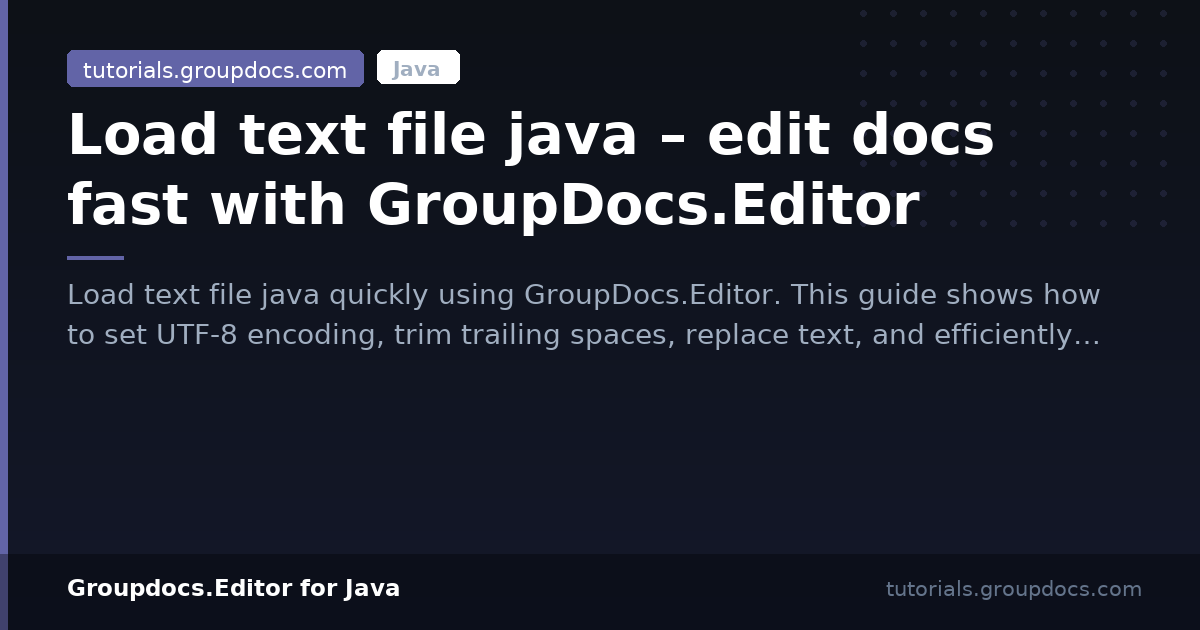 tutorials.groupdocs.com
Java
Load text file java – edit docs
fast with GroupDocs.Editor
Load text file java quickly using GroupDocs.Editor. This guide shows how
to set UTF-8 encoding, trim trailing spaces, replace text, and efficiently…
Groupdocs.Editor for Java
tutorials.groupdocs.com